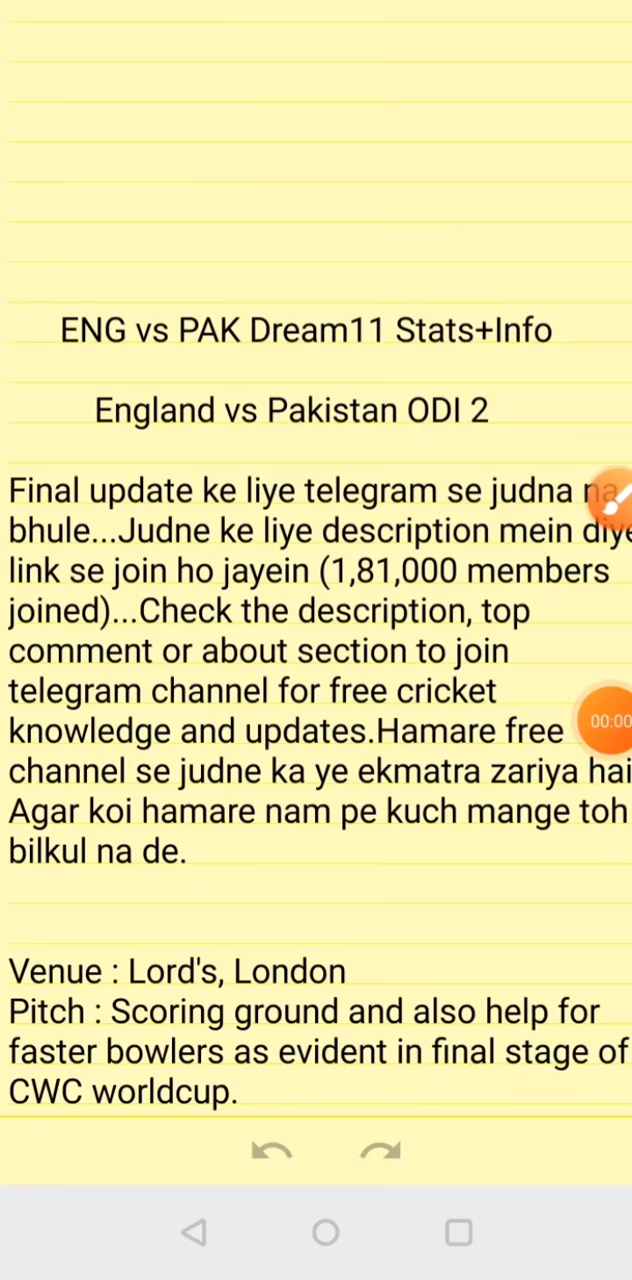 ENG vs PAK Dream11 Stats+Info
England vs Pakistan ODI 2
Final update ke liye telegram se judna na
bhule...Judne ke liye description mein diye
link se join ho jayein (1,81,000 members
joined)...Check the description, top
comment or about section to join
telegram channel for free cricket
knowledge and updates.Hamare free
00:00
channel se judne ka ye ekmatra zariya hai
Agar koi hamare nam pe kuch mange toh
bilkul na de.
Venue : Lord's, London
Pitch : Scoring ground and also help for
faster bowlers as evident in final stage of
CWC worldcup.